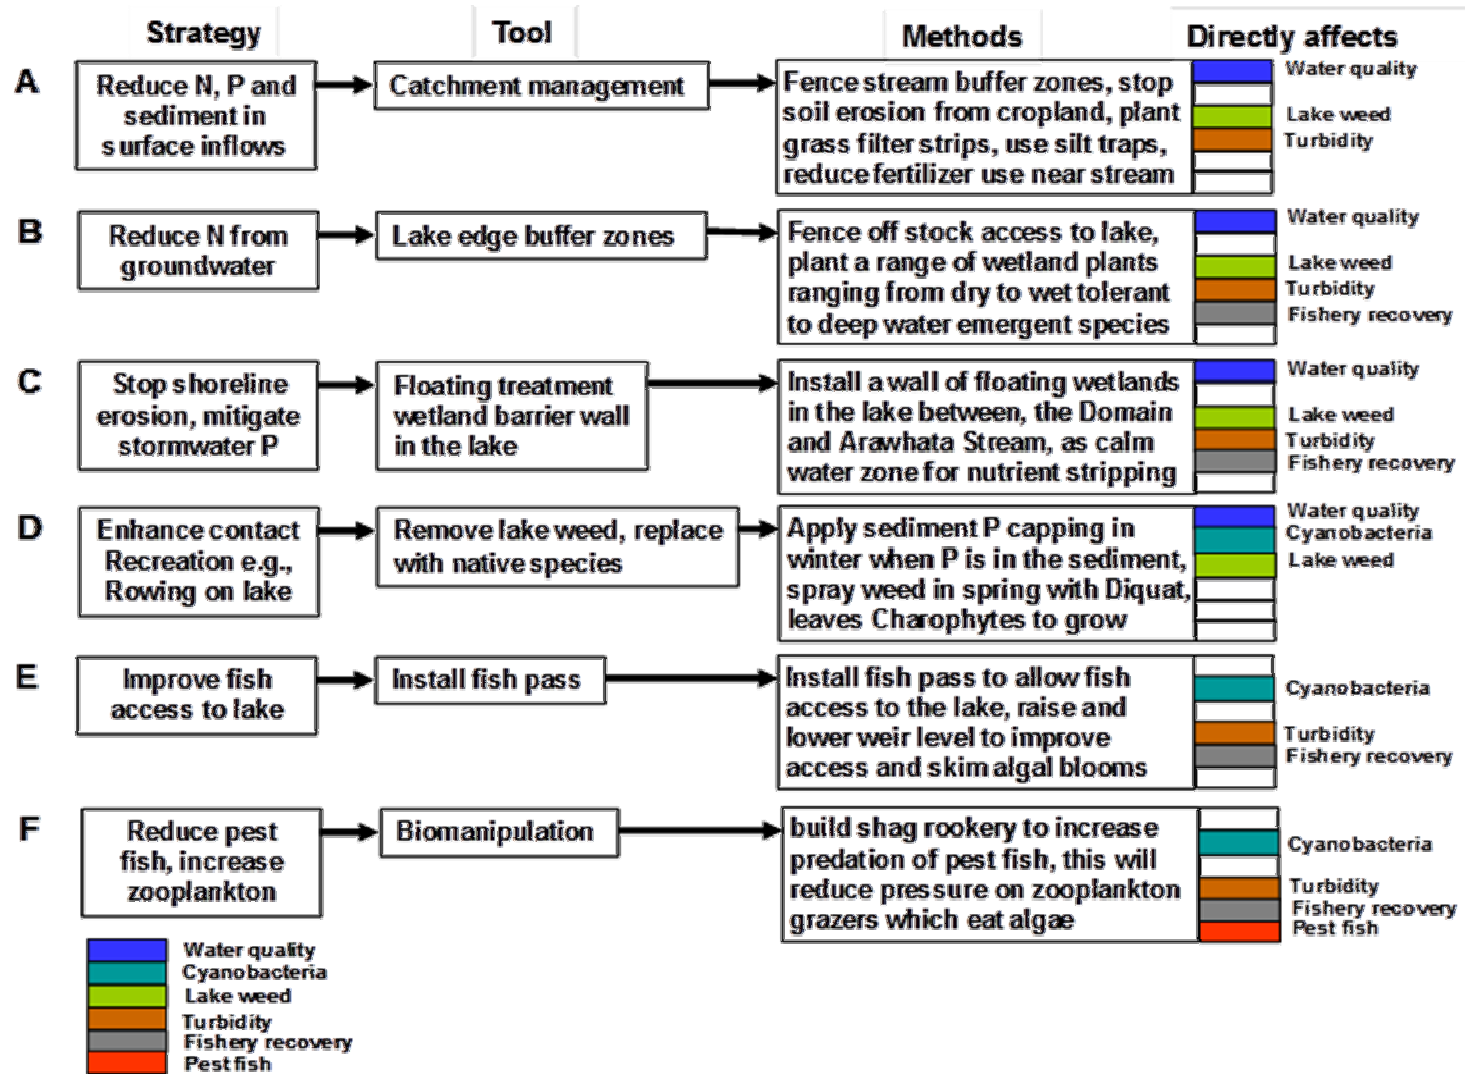 Strategy
Tool
Methods
Directly affects
A
Reduce N, P and
sediment in
surface inflows
Catchment management
Fence stream buffer zones, stop
soil erosion from cropland, plant
grass filter strips, use silt traps,
reduce fertilizer use near stream
Water quality
Lake weed
Turbidity
B
Reduce N from
groundwater
Lake edge buffer zones
Fence off stock access to lake,
plant a range of wetland plants
ranging from dry to wet tolerant
to deep water emergent species
Water quality
Lake weed
Turbidity
Fishery recovery
C
Stop shoreline
erosion, mitigate
stormwater P
Floating treatment
wetland barrier wall
in the lake
Install a wall of floating wetlands
in the lake between, the Domain
and Arawhata Stream, as calm
water zone for nutrient stripping
Water quality
Lake weed
Turbidity
Fishery recovery
D
Enhance contact
Recreation e.g.,
Rowing on lake
Remove lake weed, replace
with native species
Apply sediment P capping in
winter when P is in the sediment,
spray weed in spring with Diquat,
leaves Charophytes to grow
Water quality
Cyanobacteria
Lake weed
E
Improve fish
access to lake
Install fish pass
Install fish pass to allow fish
access to the lake, raise and
lower weir level to improve
access and skim algal blooms
Cyanobacteria
Turbidity
Fishery recovery
F
Reduce pest
fish, increase
zooplankton
Biomanipulation
build shag rookery to increase
predation of pest fish, this will
reduce pressure on zooplankton
grazers which eat algae
Cyanobacteria
Turbidity
Fishery recovery
Pest fish
Water quality
Cyanobacteria
Lake weed
Turbidity
Fishery recovery
Pest fish